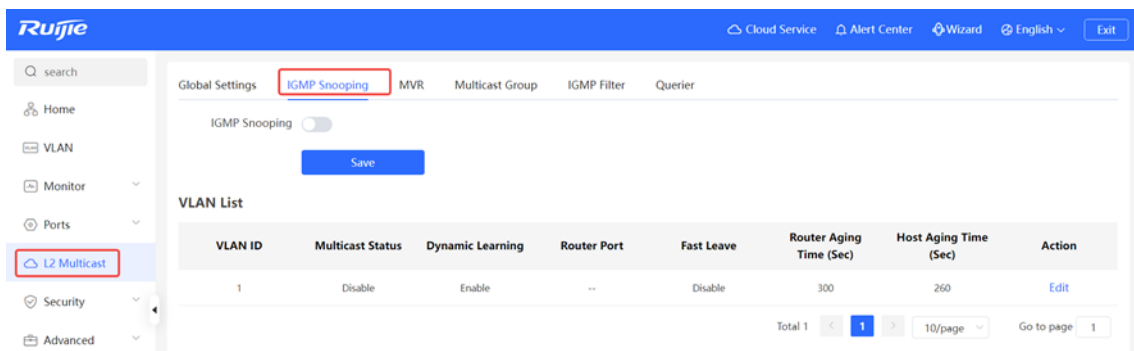 Ruijie
Cloud Service Alert Center Wizard English Exit
search
Home
VLAN VLAN
Monitor
Ports
L2 Multicast
Security
Advanced
Global Settings IGMP Snooping MVR Multicast Group IGMP Filter Querier
IGMP Snooping
Save
VLAN List
VLAN ID Multicast Status Dynamic Learning Router Port Fast Leave Router Aging Time (Sec) Host Aging Time (Sec) Action
1 Disable Enable -- Disable 300 260 Edit
Total 1 < 1 > 10/page Go to page 1